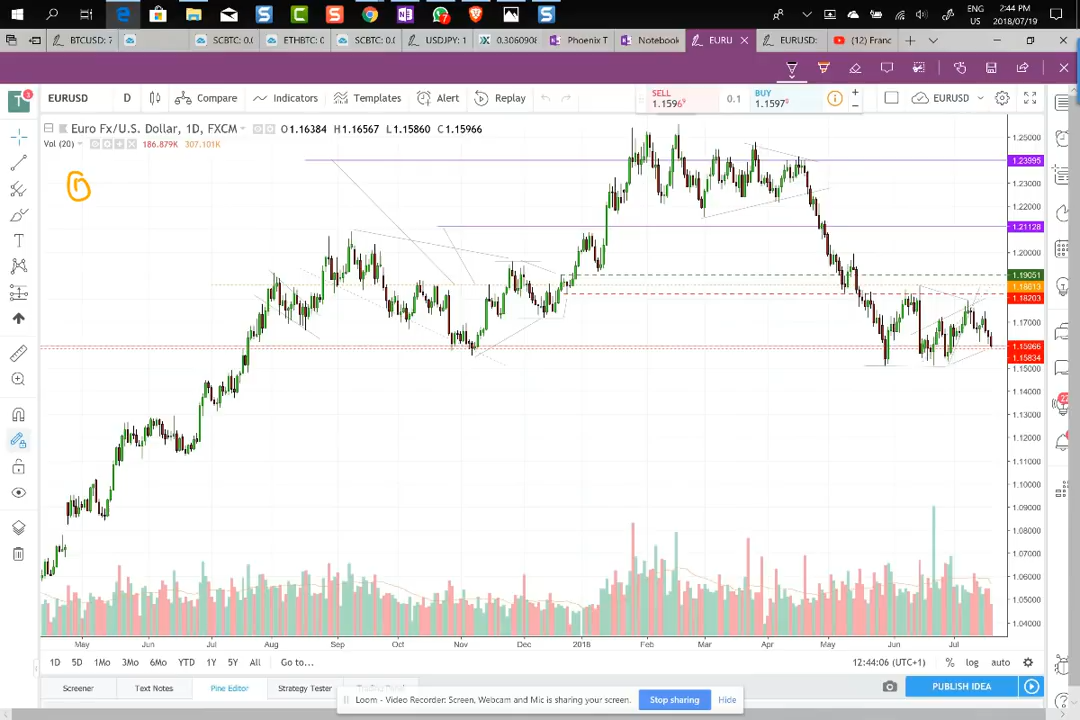 ENG 2:44 PM
US 2018/07/19
BTCUSD: 7 SCBTC: 0.0 ETHBTC: 0 SCBTC: 0.0 USDJPY: 1 0.306090 Phoenix T Notebook EURU EURUSD: (12) Franc
EURUSD D Compare Indicators Templates Alert Replay SELL 1.1596⁹ 0.1 BUY 1.1597⁹ EURUSD
Euro Fx/U.S. Dollar, 1D, FXCM O1.16384 H1.16567 L1.15860 C1.15966
Vol (20) 186.879K 307.101K
1.25000
1.23995
1.23000
1.22000
1.21128
1.20000
1.19051
1.18203
1.17000
1.15966
1.15834
1.15000
1.14000
1.13000
1.12000
1.11000
1.10000
1.09000
1.08000
1.07000
1.06000
1.05000
1.04000
May Jun Jul Aug Sep Oct Nov Dec 2018 Feb Mar Apr May Jun Jul
1D 5D 1Mo 3Mo 6Mo YTD 1Y 5Y All Go to... 12:44:06 (UTC+1) % log auto
Screener Text Notes Pine Editor Strategy Tester PUBLISH IDEA
Loom - Video Recorder: Screen, Webcam and Mic is sharing your screen. Stop sharing Hide